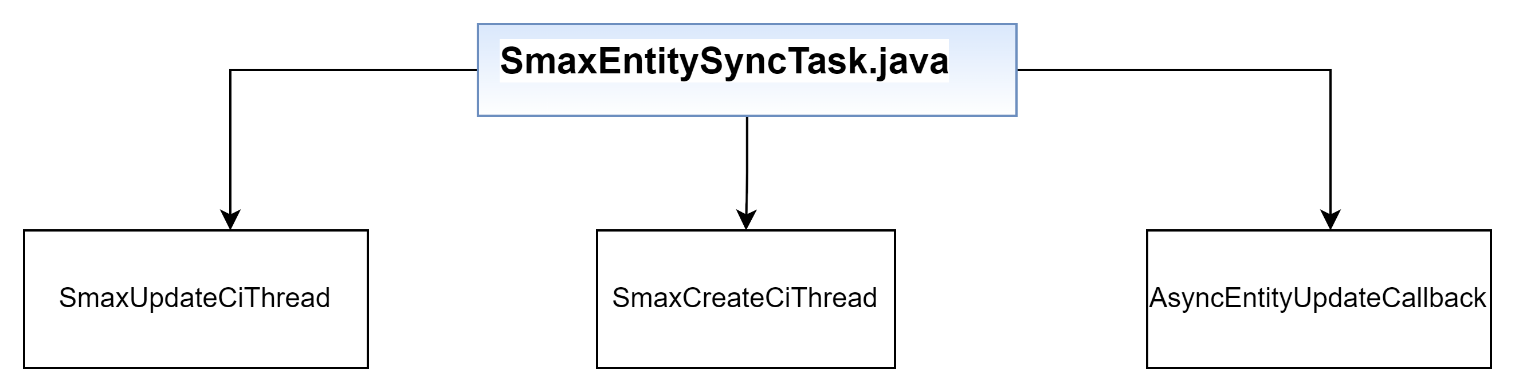 SmaxEntitySyncTask.java
SmaxUpdateCiThread
SmaxCreateCiThread
AsyncEntityUpdateCallback